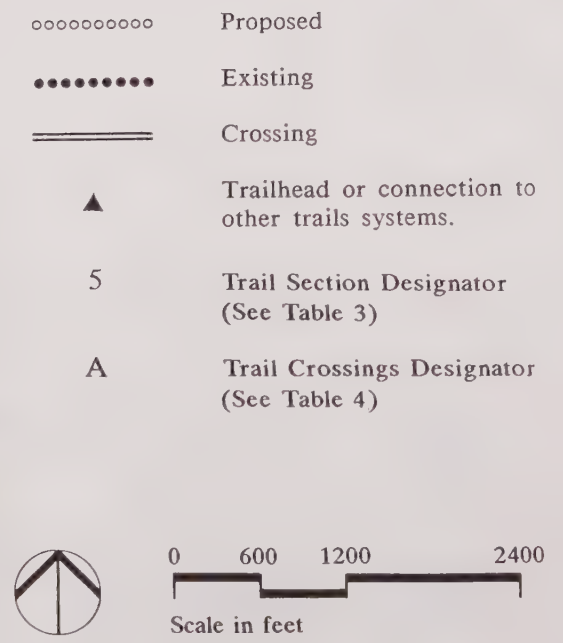 Proposed
Existing
Crossing
Trailhead or connection to
other trails systems.
5 Trail Section Designator
(See Table 3)
A Trail Crossings Designator
(See Table 4)
0 600 1200 2400
Scale in feet